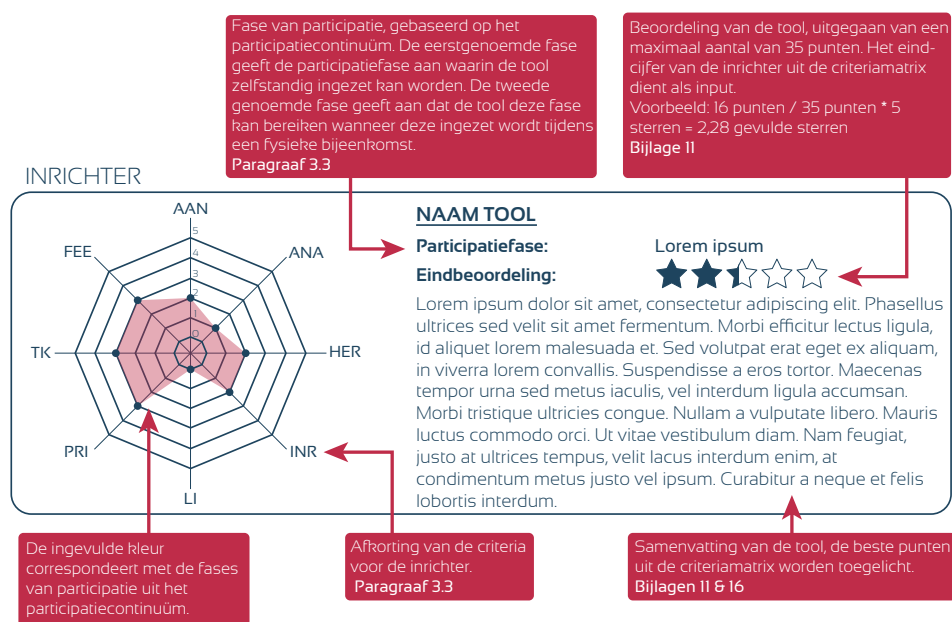 Fase van participatie, gebaseerd op het
participatiecontinuüm. De eerstgenoemde fase
geeft de participatiefase aan waarin de tool
zelfstandig ingezet kan worden. De tweede
genoemde fase geeft aan dat de tool deze fase
kan bereiken wanneer deze ingezet wordt tijdens
een fysieke bijeenkomst.
Paragraaf 3.3
Beoordeling van de tool, uitgegaan van een
maximaal aantal van 35 punten. Het eind-
cijfer van de inrichter uit de criteriamatrix
dient als input.
Voorbeeld: 16 punten / 35 punten * 5
sterren = 2,28 gevulde sterren
Bijlage 11
INRICHTER
AAN
ANA
HER
INR
LI
PRI
TK
FEE
5
4
3
2
1
0
NAAM TOOL
Participatiefase: Lorem ipsum
Eindbeoordeling:
Lorem ipsum dolor sit amet, consectetur adipiscing elit. Phasellus
ultrices sed velit sit amet fermentum. Morbi efficitur lectus ligula,
id aliquet lorem malesuada et. Sed volutpat erat eget ex aliquam,
in viverra lorem convallis. Suspendisse a eros tortor. Maecenas
tempor urna sed metus iaculis, vel interdum ligula accumsan.
Morbi tristique ultricies congue. Nullam a vulputate libero. Mauris
luctus commodo orci. Ut vitae vestibulum diam. Nam feugiat,
justo at ultrices tempus, velit lacus interdum enim, at
condimentum metus justo vel ipsum. Curabitur a neque et felis
lobortis interdum.
De ingevulde kleur
correspondeert met de fases
van participatie uit het
participatiecontinuüm.
Afkorting van de criteria
voor de inrichter.
Paragraaf 3.3
Samenvatting van de tool, de beste punten
uit de criteriamatrix worden toegelicht.
Bijlagen 11 & 16